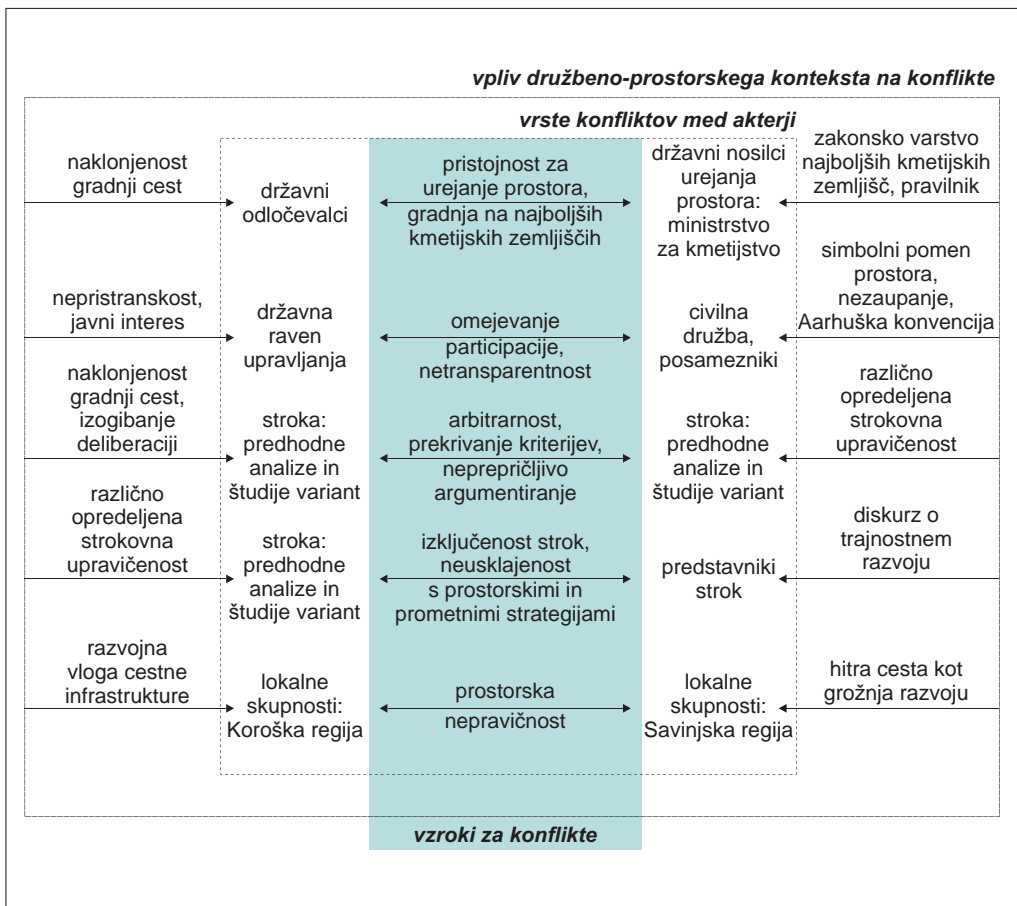 vpliv družbeno-prostorskega konteksta na konflikte
vrste konfliktov med akterji
naklonjenost
gradnji cest
državni
odločevalci
pristojnost za
urejanje prostora,
gradnja na najboljših
kmetijskih zemljiščih
državni nosilci
urejanja
prostora:
ministrstvo
za kmetijstvo
zakonsko varstvo
najboljših kmetijskih
zemljišč, pravilnik
nepristranskost,
javni interes
državna
raven
upravljanja
omejevanje
participacije,
netransparentnost
civilna
družba,
posamezniki
simbolni pomen
prostora,
nezaupanje,
Aarhuška konvencija
naklonjenost
gradnji cest,
izogibanje
deliberaciji
stroka:
predhodne
analize in
študije variant
arbitrarnost,
prekrivanje kriterijev,
neprepričljivo
argumentiranje
stroka:
predhodne
analize in
študije variant
različno
opredeljena
strokovna
upravičenost
različno
opredeljena
strokovna
upravičenost
stroka:
predhodne
analize in
študije variant
izključenost strok,
neusklajenost
s prostorskimi in
prometnimi strategijami
predstavniki
strok
diskurz o
trajnostnem
razvoju
razvojna
vloga cestne
infrastrukture
lokalne
skupnosti:
Koroška regija
prostorska
nepravičnost
lokalne
skupnosti:
Savinjska regija
hitra cesta kot
grožnja razvoju
vzroki za konflikte